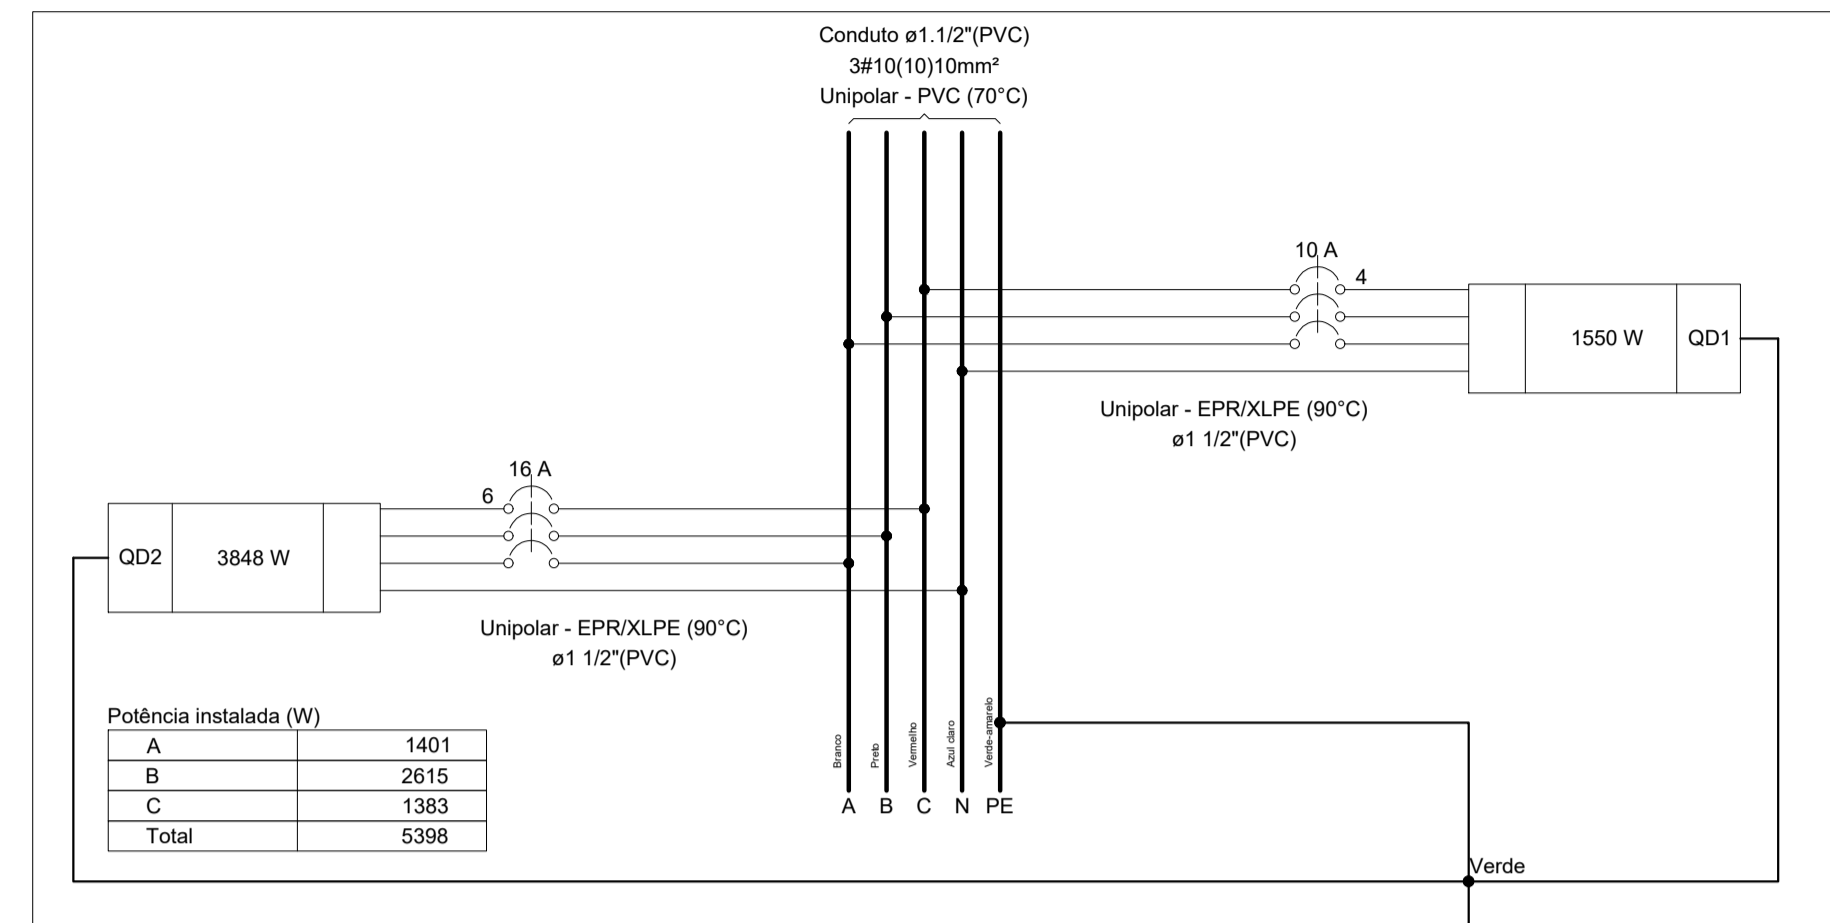 Conduto ø1.1/2"(PVC)
3#10(10)10mm²
Unipolar - PVC (70°C)
10 A
4
1550 W
QD1
Unipolar - EPR/XLPE (90°C)
ø1 1/2"(PVC)
16 A
6
QD2
3848 W
Unipolar - EPR/XLPE (90°C)
ø1 1/2"(PVC)
Potência instalada (W)
A 1401
B 2615
C 1383
Total 5398
Branco
Preto
Vermelho
Azul claro
Verde-amarelo
A B C N PE
Verde